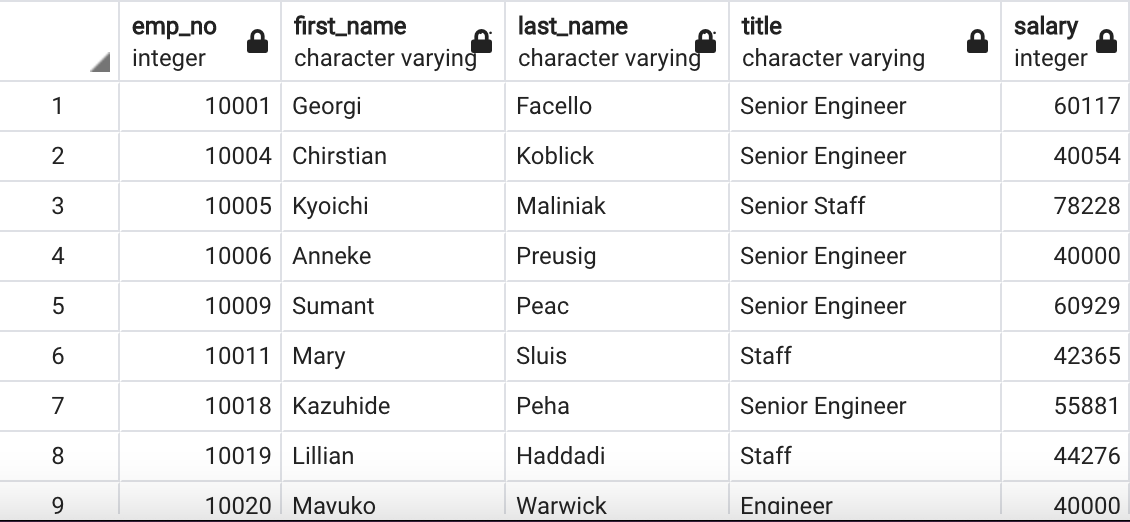 emp_no first_name last_name title salary
integer character varying character varying character varying integer
1 10001 Georgi Facello Senior Engineer 60117
2 10004 Chirstian Koblick Senior Engineer 40054
3 10005 Kyoichi Maliniak Senior Staff 78228
4 10006 Anneke Preusig Senior Engineer 40000
5 10009 Sumant Peac Senior Engineer 60929
6 10011 Mary Sluis Staff 42365
7 10018 Kazuhide Peha Senior Engineer 55881
8 10019 Lillian Haddadi Staff 44276
9 10020 Mayuko Warwick Engineer 40000